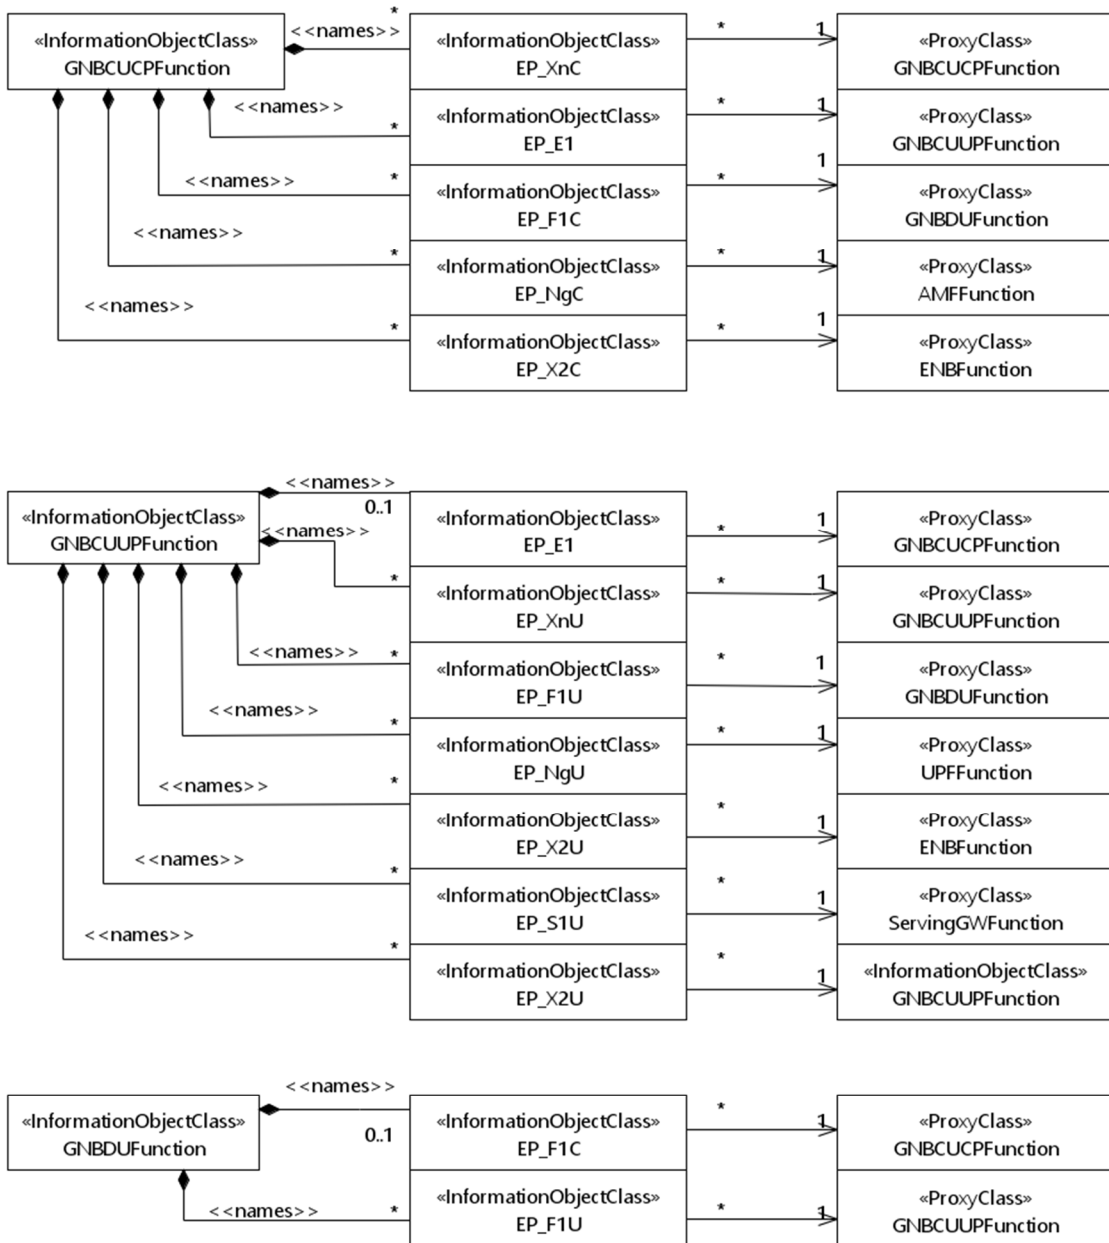 *
<<names>>
«InformationObjectClass»
GNBCUCPFunction
«InformationObjectClass»
EP_XnC
*
1
«ProxyClass»
GNBCUCPFunction
<<names>>
*
«InformationObjectClass»
EP_E1
*
1
«ProxyClass»
GNBCUUPFunction
<<names>>
*
«InformationObjectClass»
EP_F1C
*
1
«ProxyClass»
GNBDUFunction
<<names>>
*
«InformationObjectClass»
EP_NgC
*
1
«ProxyClass»
AMFFunction
<<names>>
*
«InformationObjectClass»
EP_X2C
*
1
«ProxyClass»
ENBFunction
<<names>>
0..1
«InformationObjectClass»
GNBCUUPFunction
«InformationObjectClass»
EP_E1
*
1
«ProxyClass»
GNBCUCPFunction
<<names>>
*
«InformationObjectClass»
EP_XnU
*
1
«ProxyClass»
GNBCUUPFunction
<<names>>
*
«InformationObjectClass»
EP_F1U
*
1
«ProxyClass»
GNBDUFunction
<<names>>
*
«InformationObjectClass»
EP_NgU
*
1
«ProxyClass»
UPFFunction
<<names>>
*
«InformationObjectClass»
EP_X2U
*
1
«ProxyClass»
ENBFunction
<<names>>
*
«InformationObjectClass»
EP_S1U
*
1
«ProxyClass»
ServingGWFunction
<<names>>
*
«InformationObjectClass»
EP_X2U
*
1
«InformationObjectClass»
GNBCUUPFunction
<<names>>
0..1
«InformationObjectClass»
GNBDUFunction
«InformationObjectClass»
EP_F1C
*
1
«ProxyClass»
GNBCUCPFunction
<<names>>
*
«InformationObjectClass»
EP_F1U
*
1
«ProxyClass»
GNBCUUPFunction